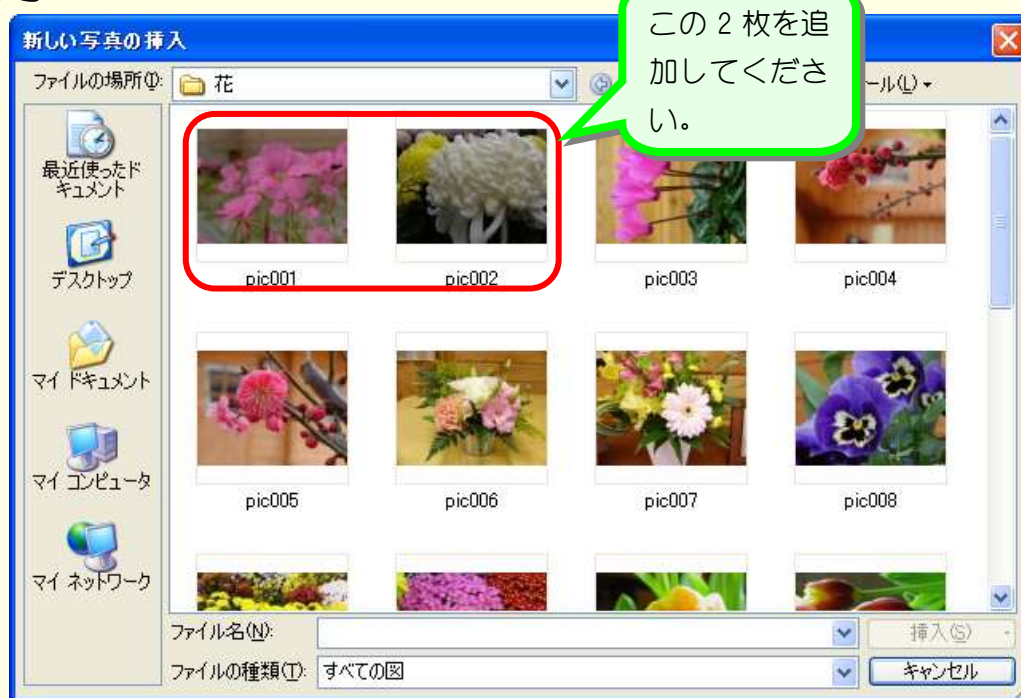 新しい写真の挿入
この2枚を追
加してくださ
い。
ファイルの場所(I):
花
ール(L)
最近使ったド
キュメント
デスクトップ
マイ ドキュメント
マイ コンピュータ
マイ ネットワーク
pic001
pic002
pic003
pic004
pic005
pic006
pic007
pic008
ファイル名(N):
挿入(S)
ファイルの種類(T):
すべての図
キャンセル